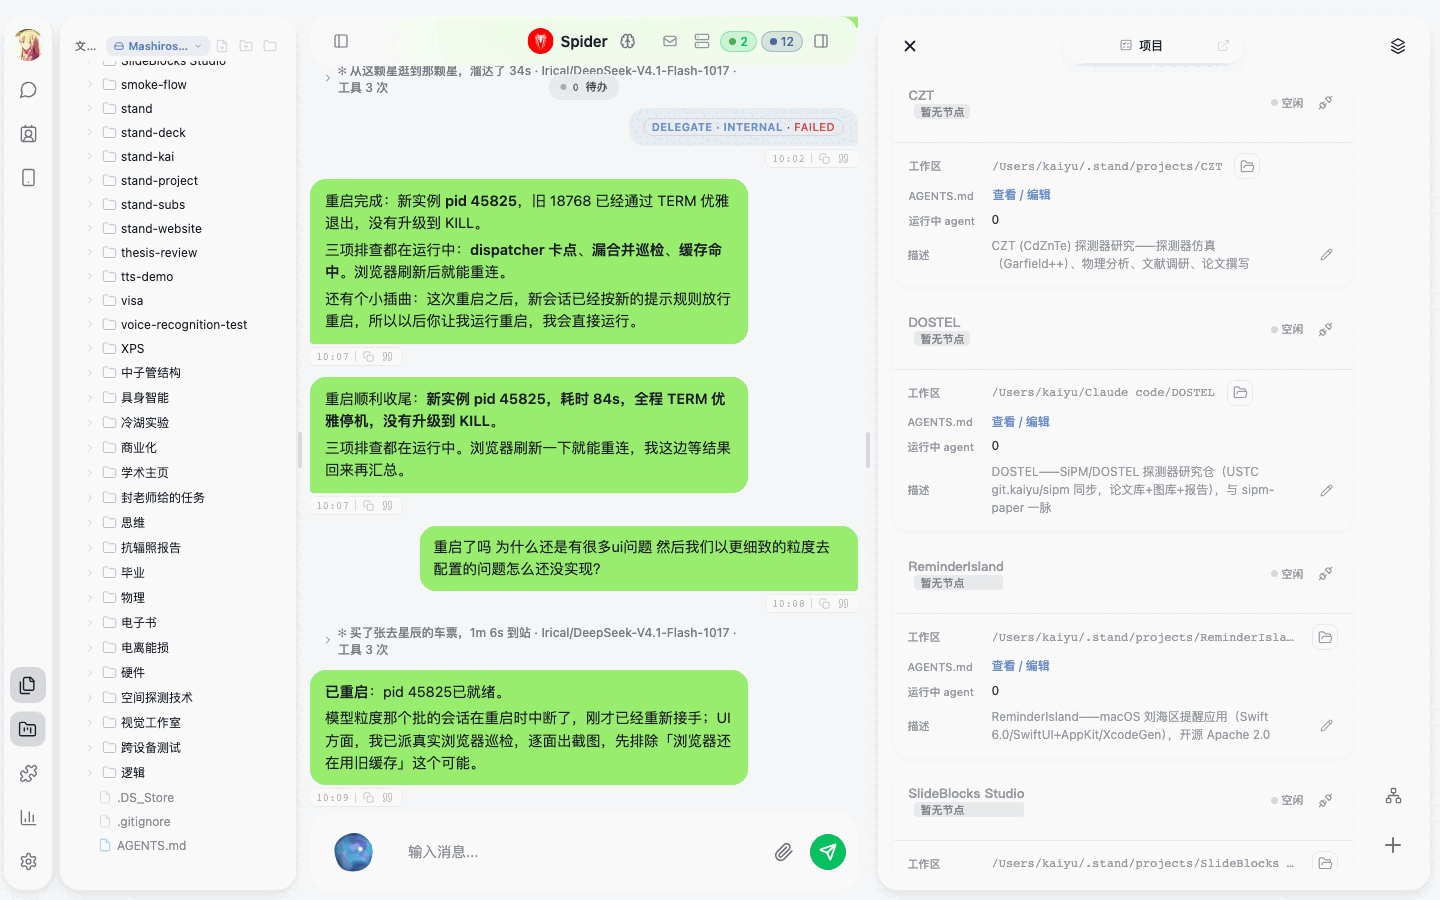 文...
Mashiros...
SlideBlocks Studio
smoke-flow
stand
stand-deck
stand-kai
stand-project
stand-subs
stand-website
thesis-review
tts-demo
visa
voice-recognition-test
XPS
中子管结构
具身智能
冷湖实验
商业化
学术主页
封老师给的任务
思维
抗辐照报告
毕业
物理
电子书
电离能损
硬件
空间探测技术
视觉工作室
跨设备测试
逻辑
.DS_Store
.gitignore
AGENTS.md
Spider
2
12
从这颗星逛到那颗星，溜达了 34s · lrical/DeepSeek-V4.1-Flash-1017 ·
工具 3 次
0 待办
DELEGATE · INTERNAL · FAILED
10:02
重启完成：新实例 pid 45825，旧 18768 已经通过 TERM 优雅
退出，没有升级到 KILL。
三项排查都在运行中：dispatcher 卡点、漏合并巡检、缓存命
中。浏览器刷新后就能重连。
还有个小插曲：这次重启之后，新会话已经按新的提示规则放行
重启，所以以后你让我运行重启，我会直接运行。
10:07
重启顺利收尾：新实例 pid 45825，耗时 84s，全程 TERM 优
雅停机，没有升级到 KILL。
三项排查都在运行中。浏览器刷新一下就能重连，我这边等结果
回来再汇总。
10:07
重启了吗 为什么还是有很多ui问题 然后我们以更细致的粒度去
配置的问题怎么还没实现?
10:08
买了张去星辰的车票，1m 6s 到站 · lrical/DeepSeek-V4.1-Flash-1017 ·
工具 3 次
已重启：pid 45825已就绪。
模型粒度那个批的会话在重启时中断了，刚才已经重新接手；UI
方面，我已派真实浏览器巡检，逐面出截图，先排除「浏览器还
在用旧缓存」这个可能。
10:09
输入消息...
项目
CZT
暂无节点
空闲
工作区
/Users/kaiyu/.stand/projects/CZT
AGENTS.md
查看 / 编辑
运行中 agent
0
描述
CZT (CdZnTe) 探测器研究——探测器仿真
（Garfield++）、物理分析、文献调研、论文撰写
DOSTEL
暂无节点
空闲
工作区
/Users/kaiyu/Claude code/DOSTEL
AGENTS.md
查看 / 编辑
运行中 agent
0
描述
DOSTEL——SiPM/DOSTEL 探测器研究仓（USTC
git.kaiyu/sipm 同步，论文库+图库+报告），与 sipm-
paper 一脉
ReminderIsland
暂无节点
空闲
工作区
/Users/kaiyu/.stand/projects/ReminderIsla…
AGENTS.md
查看 / 编辑
运行中 agent
0
描述
ReminderIsland——macOS 刘海区提醒应用（Swift
6.0/SwiftUI+AppKit/XcodeGen），开源 Apache 2.0
SlideBlocks Studio
暂无节点
空闲
工作区
/Users/kaiyu/.stand/projects/SlideBlocks …